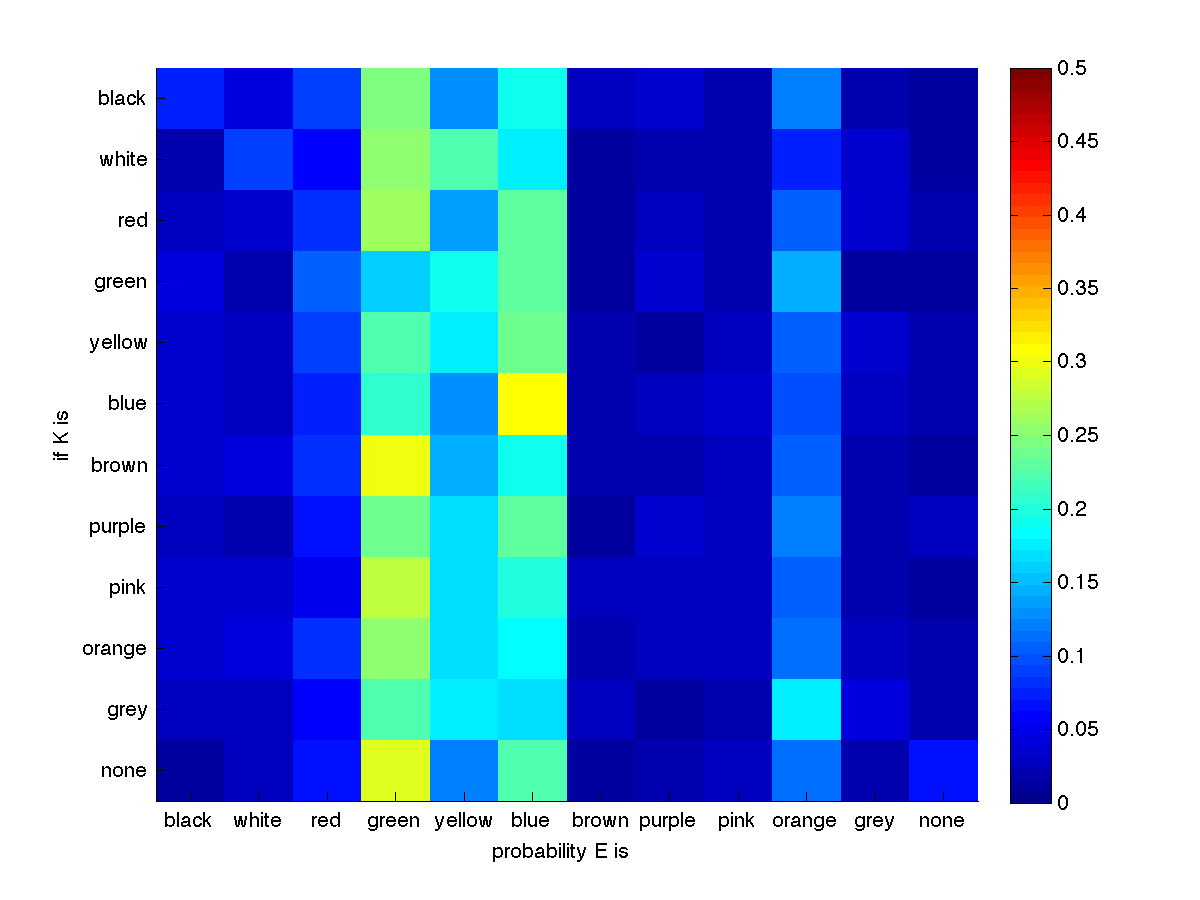 black
white
red
green
yellow
blue
brown
purple
pink
orange
grey
none
if K is
black white red green yellow blue brown purple pink orange grey none
probability E is
0.5
0.45
0.4
0.35
0.3
0.25
0.2
0.15
0.1
0.05
0